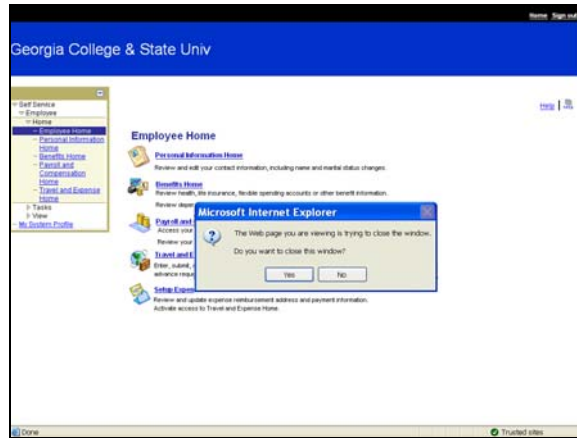 Home Sign out
Georgia College & State Univ
Self Service
Employee
Home
Employee Home
Personal Information
Home
Benefits Home
Payroll and
Compensation
Home
Travel and Expense
Home
Tasks
View
My System Profile
Help
Employee Home
Personal Information Home
Review and edit your contact information, including name and marital status changes.
Benefits Home
Review health, life insurance, flexible spending accounts or other benefit information.
Review depen
Payroll and
Access your
Review your
Travel and E
Enter, submit,
advance reque
Setup Expen
Review and update expense reimbursement address and payment information.
Activate access to Travel and Expense Home.
Microsoft Internet Explorer
The Web page you are viewing is trying to close the window.
Do you want to close this window?
Yes No
Done
Trusted sites